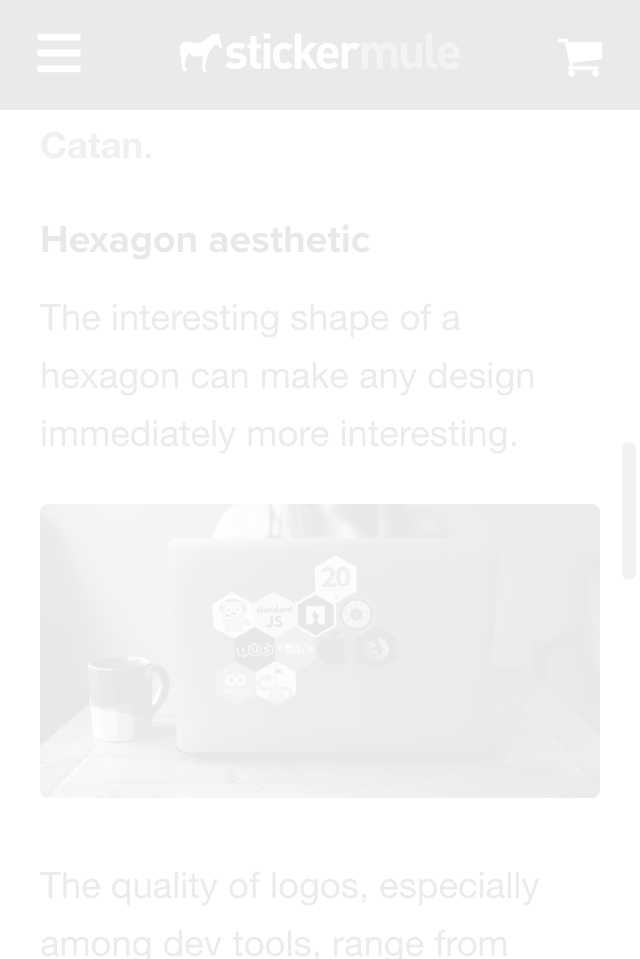 stickermule
Catan.
Hexagon aesthetic
The interesting shape of a
hexagon can make any design
immediately more interesting.
20
standard
JS
The quality of logos, especially
among dev tools, range from